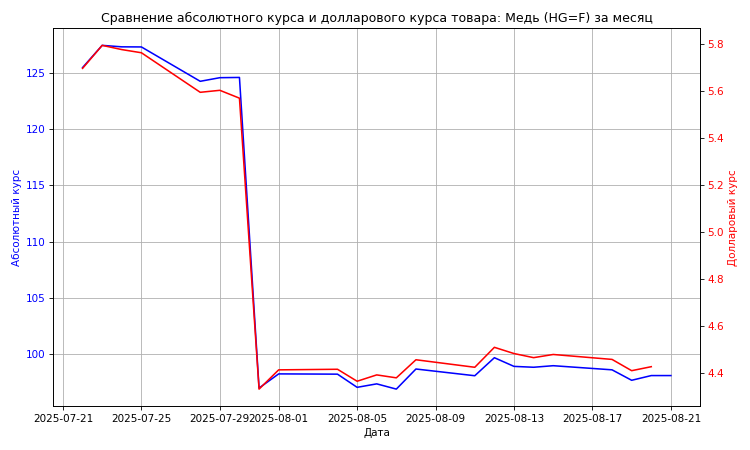 Сравнение абсолютного курса и долларового курса товара: Медь (HG=F) за месяц
Абсолютный курс
125
120
115
110
105
100
5.8
5.6
5.4
5.2
5.0
4.8
4.6
4.4
Долларовый курс
2025-07-21 2025-07-25 2025-07-29 2025-08-01 2025-08-05 2025-08-09 2025-08-13 2025-08-17 2025-08-21
Дата